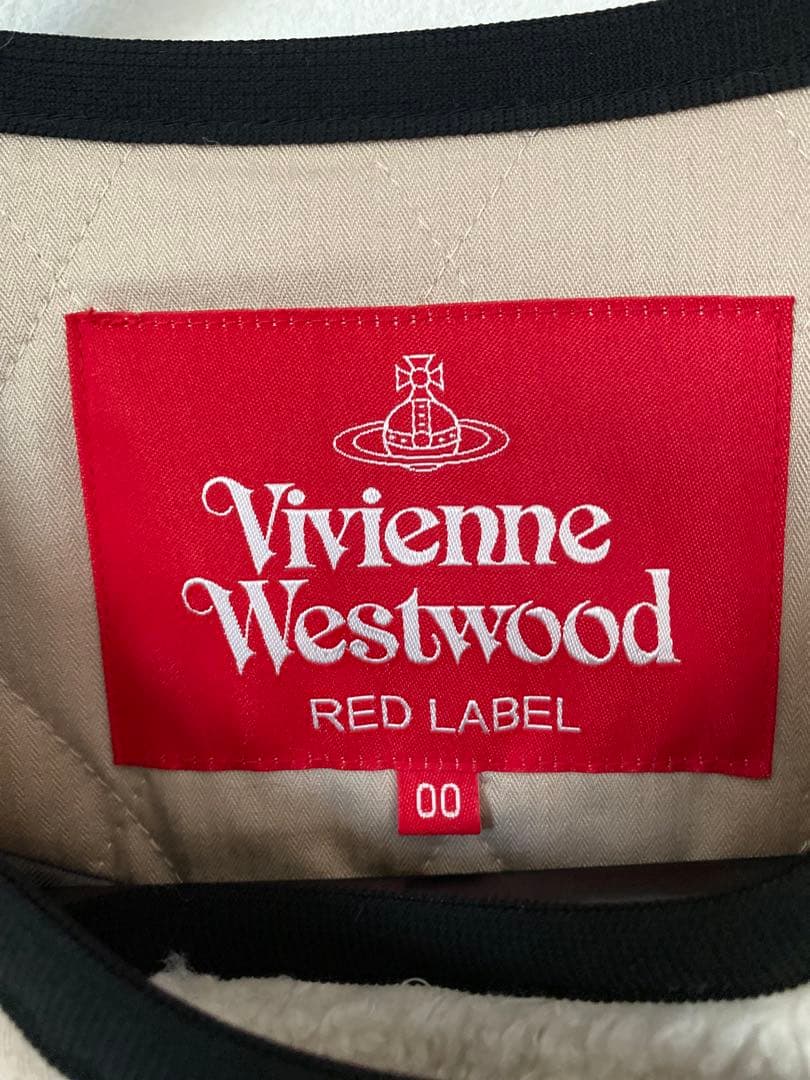 Vivienne
Westwood
RED LABEL
00